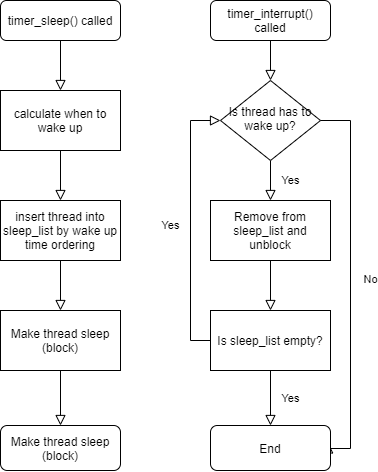 timer_sleep() called
calculate when to
wake up
insert thread into
sleep_list by wake up
time ordering
Make thread sleep
(block)
Make thread sleep
(block)
timer_interrupt()
called
Is thread has to
wake up?
Yes
Remove from
sleep_list and
unblock
Yes
No
Is sleep_list empty?
Yes
End